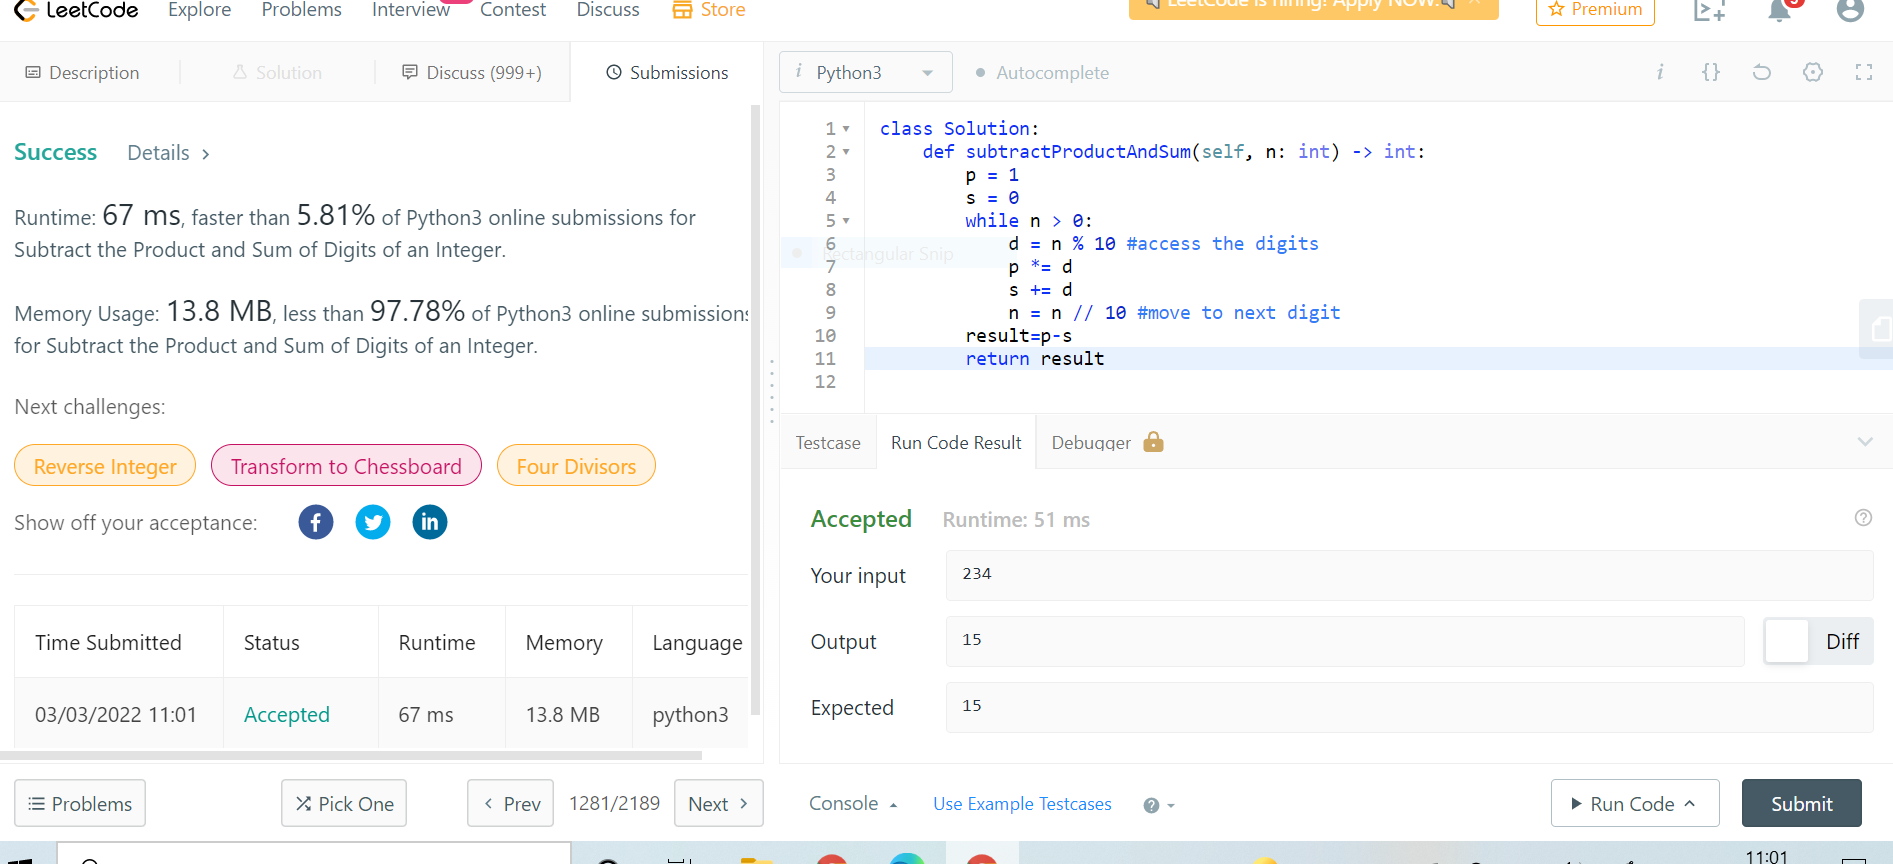 LeetCode Explore Problems Interview Contest Discuss Store LeetCode is hiring! Apply NOW. Premium
Description Solution Discuss (999+) Submissions
Success Details
Runtime: 67 ms, faster than 5.81% of Python3 online submissions for
Subtract the Product and Sum of Digits of an Integer.
Memory Usage: 13.8 MB, less than 97.78% of Python3 online submissions
for Subtract the Product and Sum of Digits of an Integer.
Next challenges:
Reverse Integer Transform to Chessboard Four Divisors
Show off your acceptance:
Time Submitted Status Runtime Memory Language
03/03/2022 11:01 Accepted 67 ms 13.8 MB python3
Problems Pick One Prev 1281/2189 Next
i Python3 Autocomplete i {}
1 class Solution:
2 def subtractProductAndSum(self, n: int) -> int:
3 p = 1
4 s = 0
5 while n > 0:
6 d = n % 10 #access the digits
Rectangular Snip
7 p *= d
8 s += d
9 n = n // 10 #move to next digit
10 result=p-s
11 return result
12
Testcase Run Code Result Debugger
Accepted Runtime: 51 ms
Your input 234
Output 15 Diff
Expected 15
Console Use Example Testcases Run Code Submit
11:01